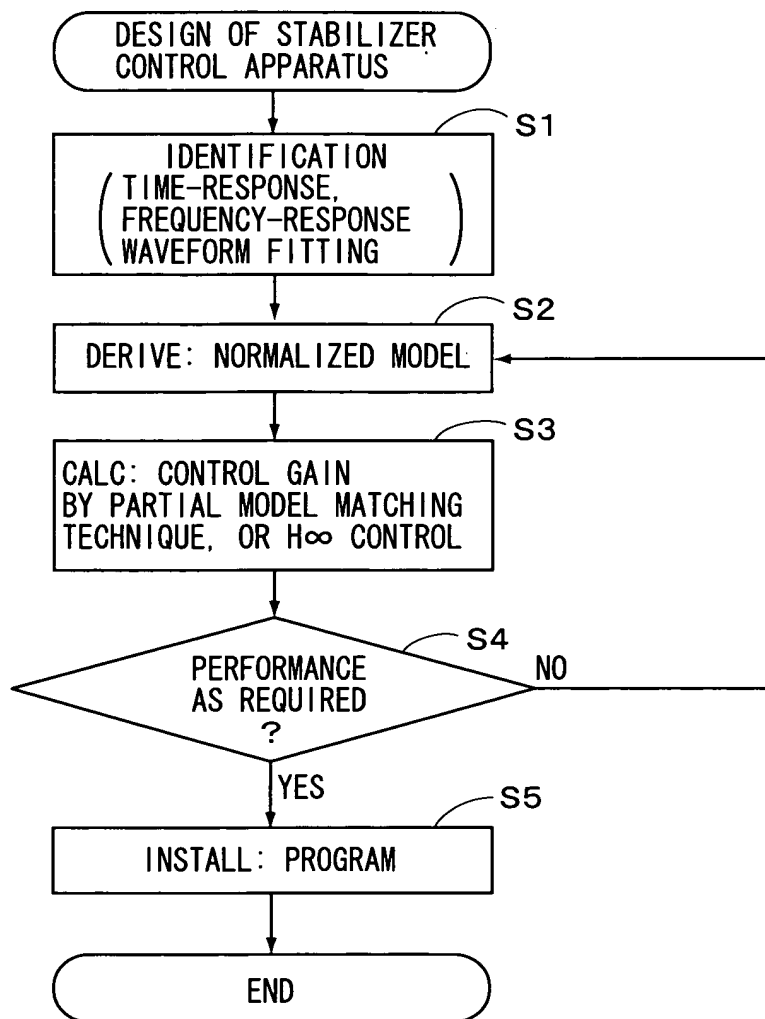 DESIGN OF STABILIZER
CONTROL APPARATUS
S1
IDENTIFICATION
(TIME-RESPONSE,
FREQUENCY-RESPONSE
WAVEFORM FITTING)
S2
DERIVE: NORMALIZED MODEL
S3
CALC: CONTROL GAIN
BY PARTIAL MODEL MATCHING
TECHNIQUE, OR H∞ CONTROL
S4
PERFORMANCE
AS REQUIRED
?
NO
YES
S5
INSTALL: PROGRAM
END